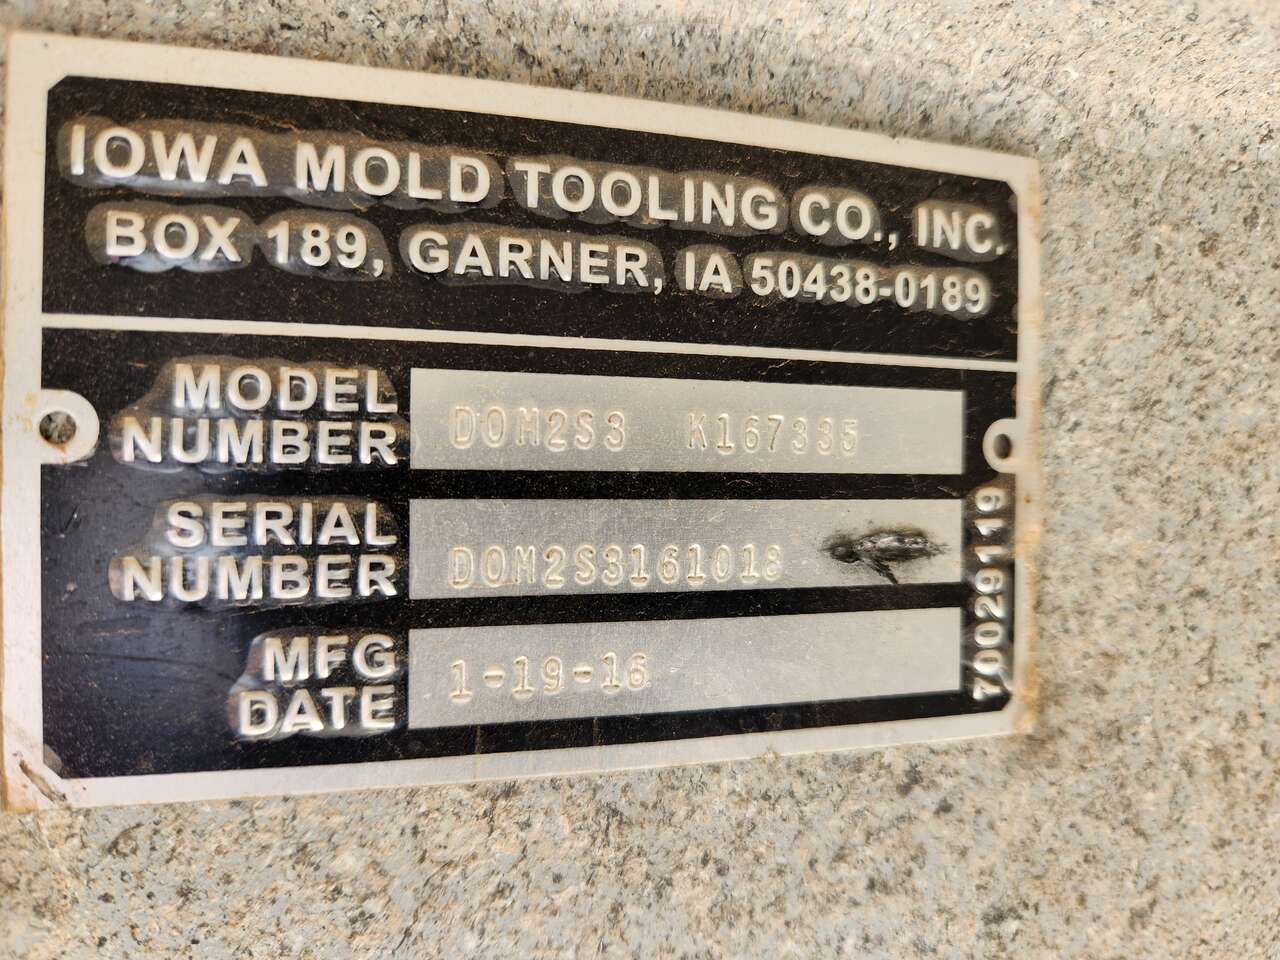 IOWA MOLD TOOLING CO., INC.
BOX 189, GARNER, IA 50438-0189
MODEL NUMBER DOM2S3 K167335
SERIAL NUMBER DOM2S3161018
MFG DATE 1-19-16
70029119